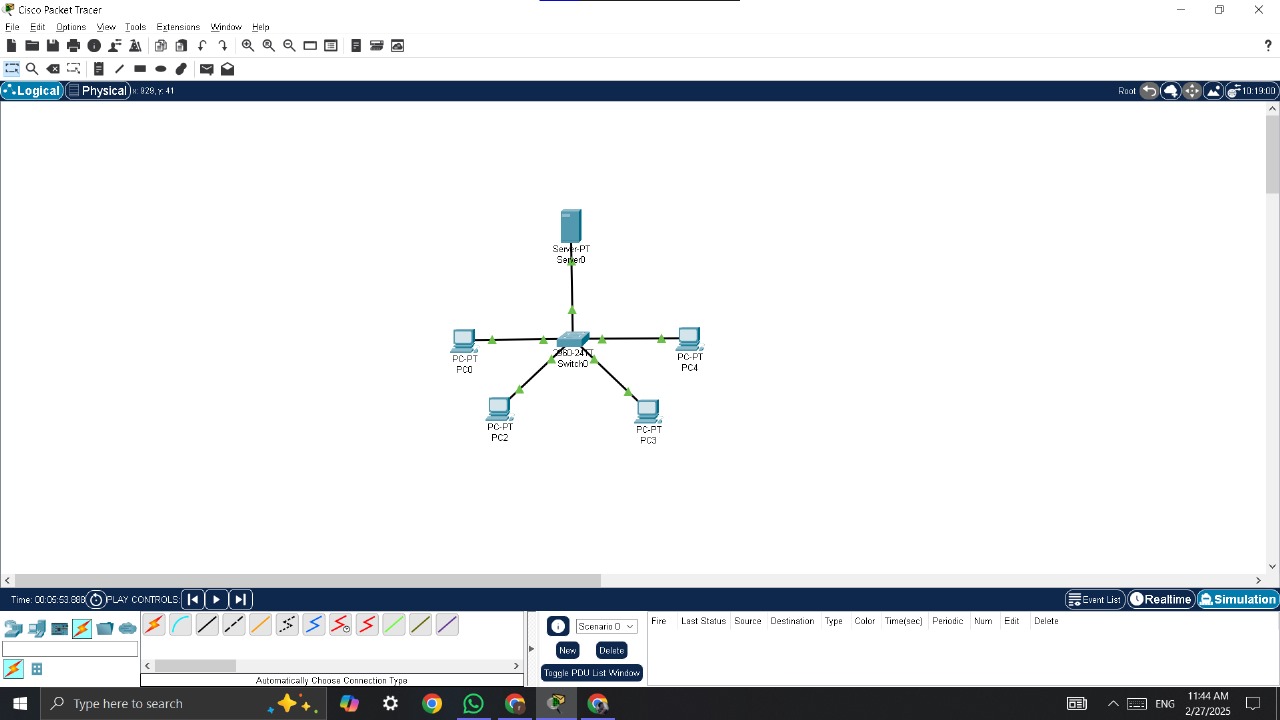 Cisco Packet Tracer
File Edit Options View Tools Extensions Window Help
?
Logical Physical x: 929, y: 41 Root 10:19:00
Server-PT
Server0
PC-PT
PC0
2960-24TT
Switch0
PC-PT
PC4
PC-PT
PC2
PC-PT
PC3
Time: 00:05:53.888 PLAY CONTROLS: Event List Realtime Simulation
Scenario 0 Fire Last Status Source Destination Type Color Time(sec) Periodic Num Edit Delete
New Delete
Toggle PDU List Window
Automatically Choose Connection Type
Type here to search
ENG
11:44 AM
2/27/2025